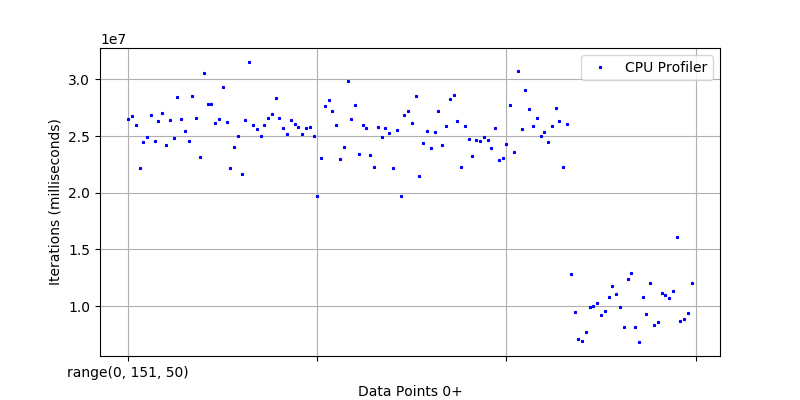 1e7
CPU Profiler
3.0
2.5
2.0
1.5
1.0
Iterations (milliseconds)
range(0, 151, 50)
Data Points 0+